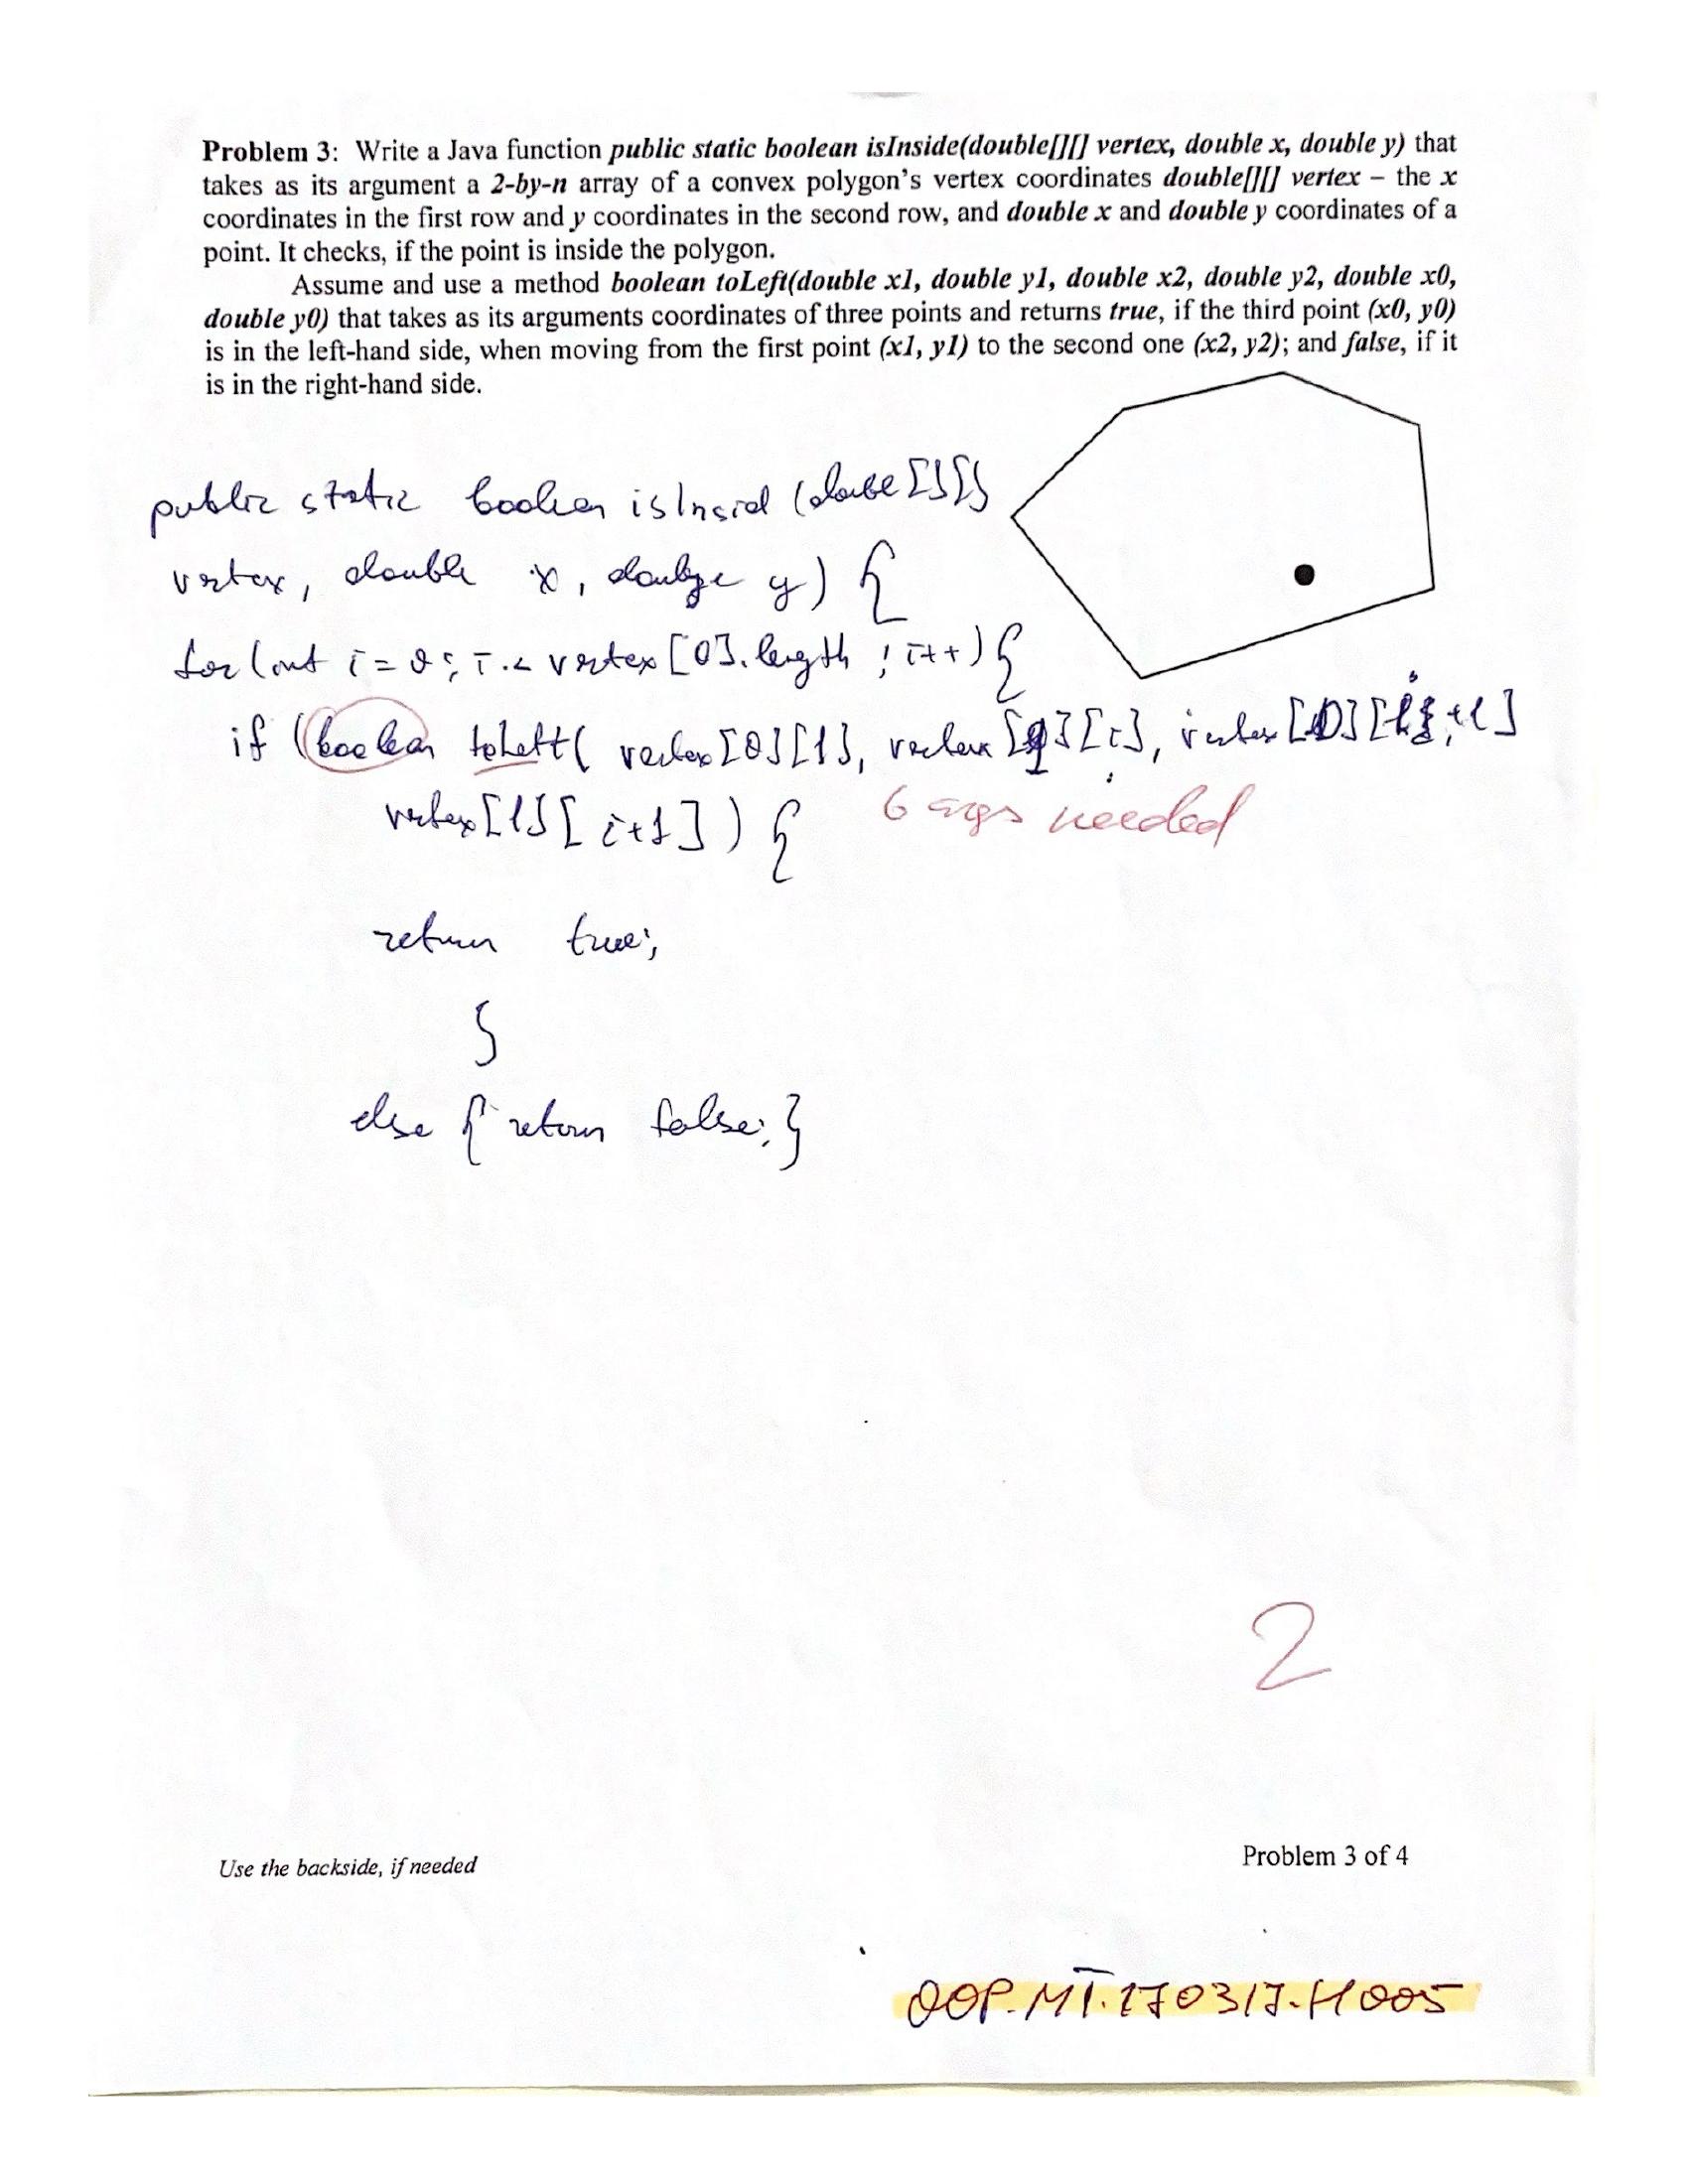 Problem 3: Write a Java function public static boolean isInside(double[][] vertex, double x, double y) that
takes as its argument a 2-by-n array of a convex polygon's vertex coordinates double[][] vertex – the x
coordinates in the first row and y coordinates in the second row, and double x and double y coordinates of a
point. It checks, if the point is inside the polygon.
Assume and use a method boolean toLeft(double x1, double y1, double x2, double y2, double x0,
double y0) that takes as its arguments coordinates of three points and returns true, if the third point (x0, y0)
is in the left-hand side, when moving from the first point (x1, y1) to the second one (x2, y2); and false, if it
is in the right-hand side.
public static boolean isInsid (double[][]
vertex, double x, double y) {
for (int i = 0; i < vertex[0].length ; i++) {
if (boolean toLeft( vertex[0][1], vertex [1][i], vertex[0][i+1]
vertex[1][i+1]) {
6 args needed
return true;
}
else { return false; }
2
Use the backside, if needed
Problem 3 of 4
OOP.MT.170317.H005